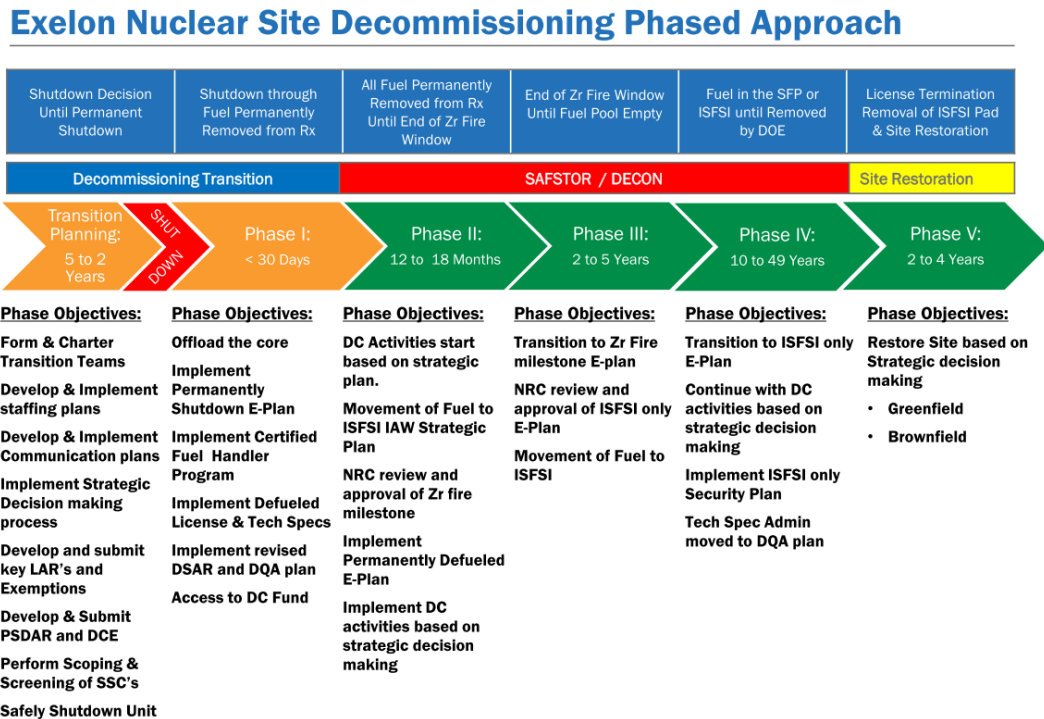 Exelon Nuclear Site Decommissioning Phased Approach
Shutdown Decision
Until Permanent
Shutdown
Shutdown through
Fuel Permanently
Removed from Rx
All Fuel Permanently
Removed from Rx
Until End of Zr Fire
Window
End of Zr Fire Window
Until Fuel Pool Empty
Fuel in the SFP or
ISFSI until Removed
by DOE
License Termination
Removal of ISFSI Pad
& Site Restoration
Decommissioning Transition
SAFSTOR / DECON
Site Restoration
Transition
Planning:
5 to 2
Years
SHUT
DOWN
Phase I:
< 30 Days
Phase II:
12 to 18 Months
Phase III:
2 to 5 Years
Phase IV:
10 to 49 Years
Phase V:
2 to 4 Years
Phase Objectives:
Form & Charter
Transition Teams
Develop & Implement
staffing plans
Develop & Implement
Communication plans
Implement Strategic
Decision making
process
Develop and submit
key LAR's and
Exemptions
Develop & Submit
PSDAR and DCE
Perform Scoping &
Screening of SSC's
Safely Shutdown Unit
Phase Objectives:
Offload the core
Implement
Permanently
Shutdown E-Plan
Implement Certified
Fuel Handler
Program
Implement Defueled
License & Tech Specs
Implement revised
DSAR and DQA plan
Access to DC Fund
Phase Objectives:
DC Activities start
based on strategic
plan.
Movement of Fuel to
ISFSI IAW Strategic
Plan
NRC review and
approval of Zr fire
milestone
Implement
Permanently Defueled
E-Plan
Implement DC
activities based on
strategic decision
making
Phase Objectives:
Transition to Zr Fire
milestone E-plan
NRC review and
approval of ISFSI only
E-Plan
Movement of Fuel to
ISFSI
Phase Objectives:
Transition to ISFSI only
E-Plan
Continue with DC
activities based on
strategic decision
making
Implement ISFSI only
Security Plan
Tech Spec Admin
moved to DQA plan
Phase Objectives:
Restore Site based on
Strategic decision
making
• Greenfield
• Brownfield